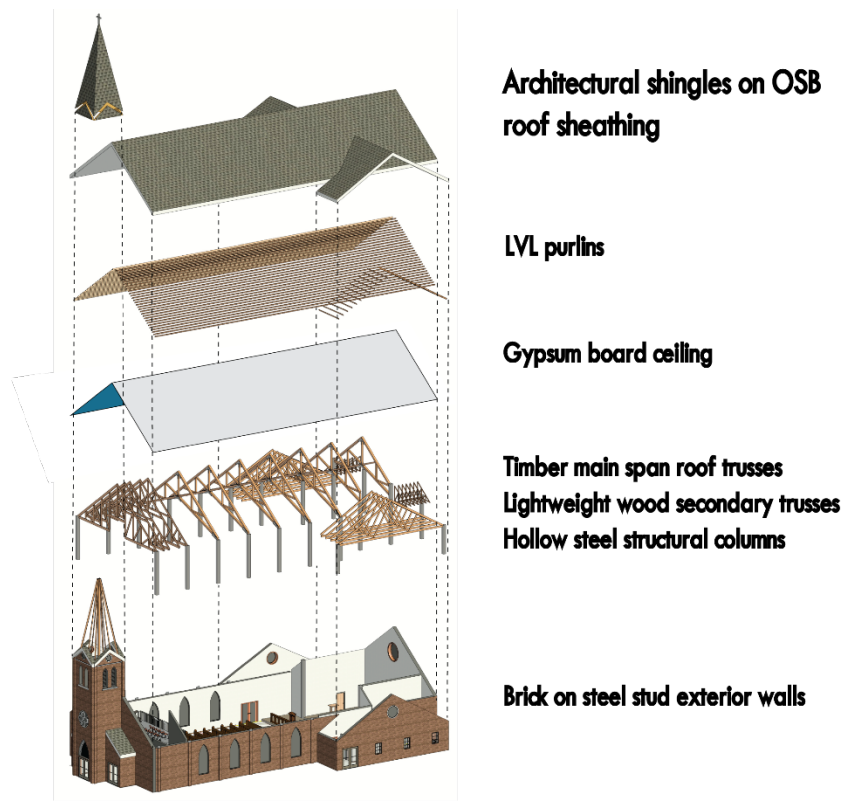 Architectural shingles on OSB
roof sheathing
LVL purlins
Gypsum board ceiling
Timber main span roof trusses
Lightweight wood secondary trusses
Hollow steel structural columns
Brick on steel stud exterior walls